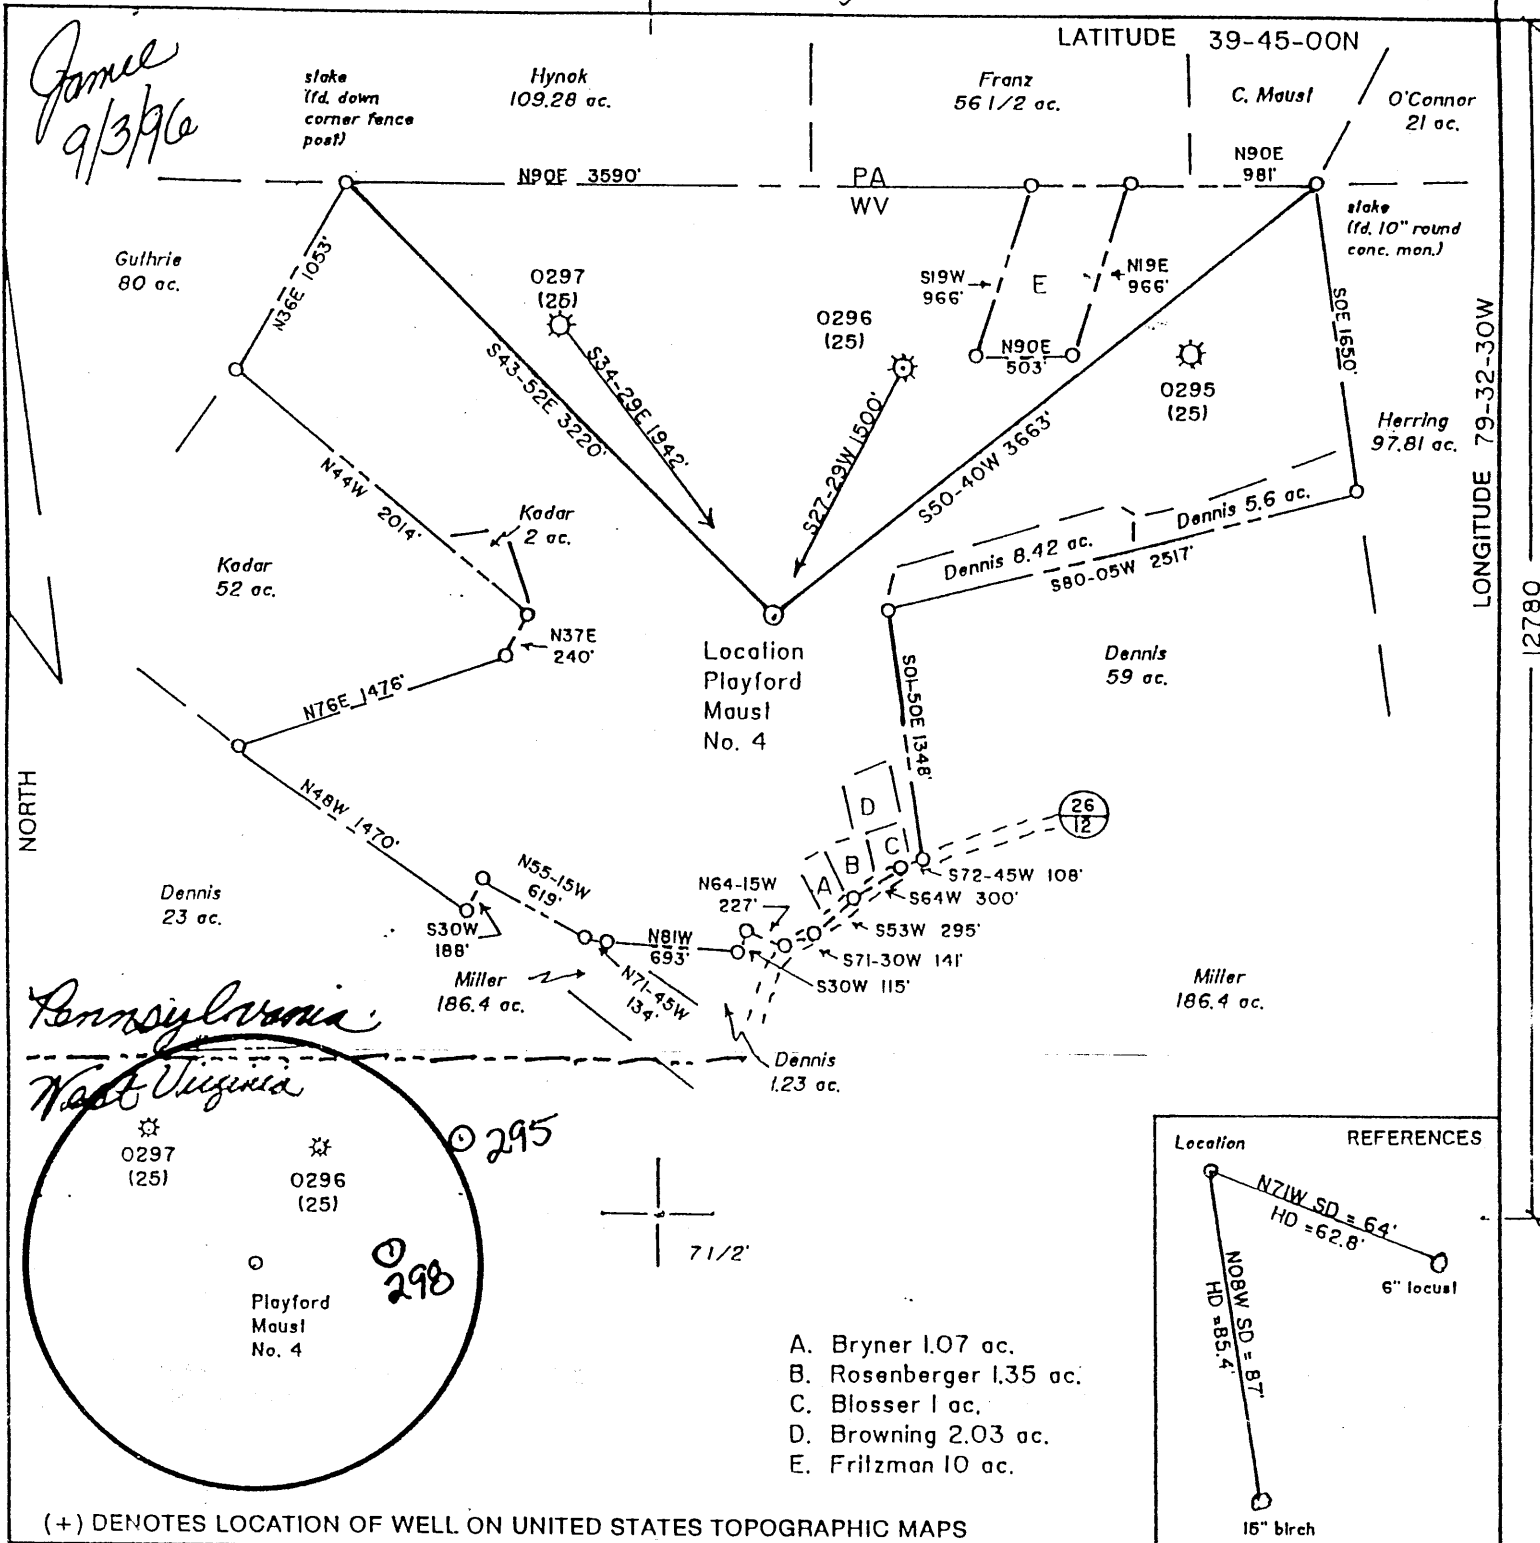 LATITUDE 39-45-00N
Jamie
9/3/96
stake
(fd. down
corner fence
post)
Hynok
109.28 ac.
Franz
56 1/2 ac.
C. Maust
O'Connor
21 ac.
N90E 3590'
PA
WV
N90E
981'
stake
(fd. 10" round
conc. mon.)
Guthrie
80 ac.
N36E 1053'
0297
(25)
0296
(25)
S19W
966'
E
N19E
966'
N90E
503'
0295
(25)
S0E 1650'
Herring
97.81 ac.
LONGITUDE 79-32-30W
12780
S43-52E 3220'
S34-29E 1942'
S27-29W 1500'
S50-40W 3663'
N44W 2014'
Kadar
2 ac.
Kadar
52 ac.
Dennis 5.6 ac.
Dennis 8.42 ac.
S80-05W 2517'
N37E
240'
N76E 1476'
Location
Playford
Maust
No. 4
Dennis
59 ac.
S01-50E 1348'
NORTH
N48W 1470'
D
C
B
A
26
12
S72-45W 108'
S64W 300'
S53W 295'
S71-30W 141'
S30W 115'
N64-15W
227'
N55-15W
619'
Dennis
23 ac.
S30W
188'
N81W
693'
N71-45W
134'
Miller
186.4 ac.
Miller
186.4 ac.
Dennis
1.23 ac.
Pennsylvania
West Virginia
0297
(25)
0296
(25)
295
298
Playford
Maust
No. 4
7 1/2'
REFERENCES
Location
N71W SD = 64'
HD = 62.8'
6" locust
N08W SD = 87'
HD = 85.4'
15" birch
A. Bryner 1.07 ac.
B. Rosenberger 1.35 ac.
C. Blosser 1 ac.
D. Browning 2.03 ac.
E. Fritzman 10 ac.
(+) DENOTES LOCATION OF WELL ON UNITED STATES TOPOGRAPHIC MAPS